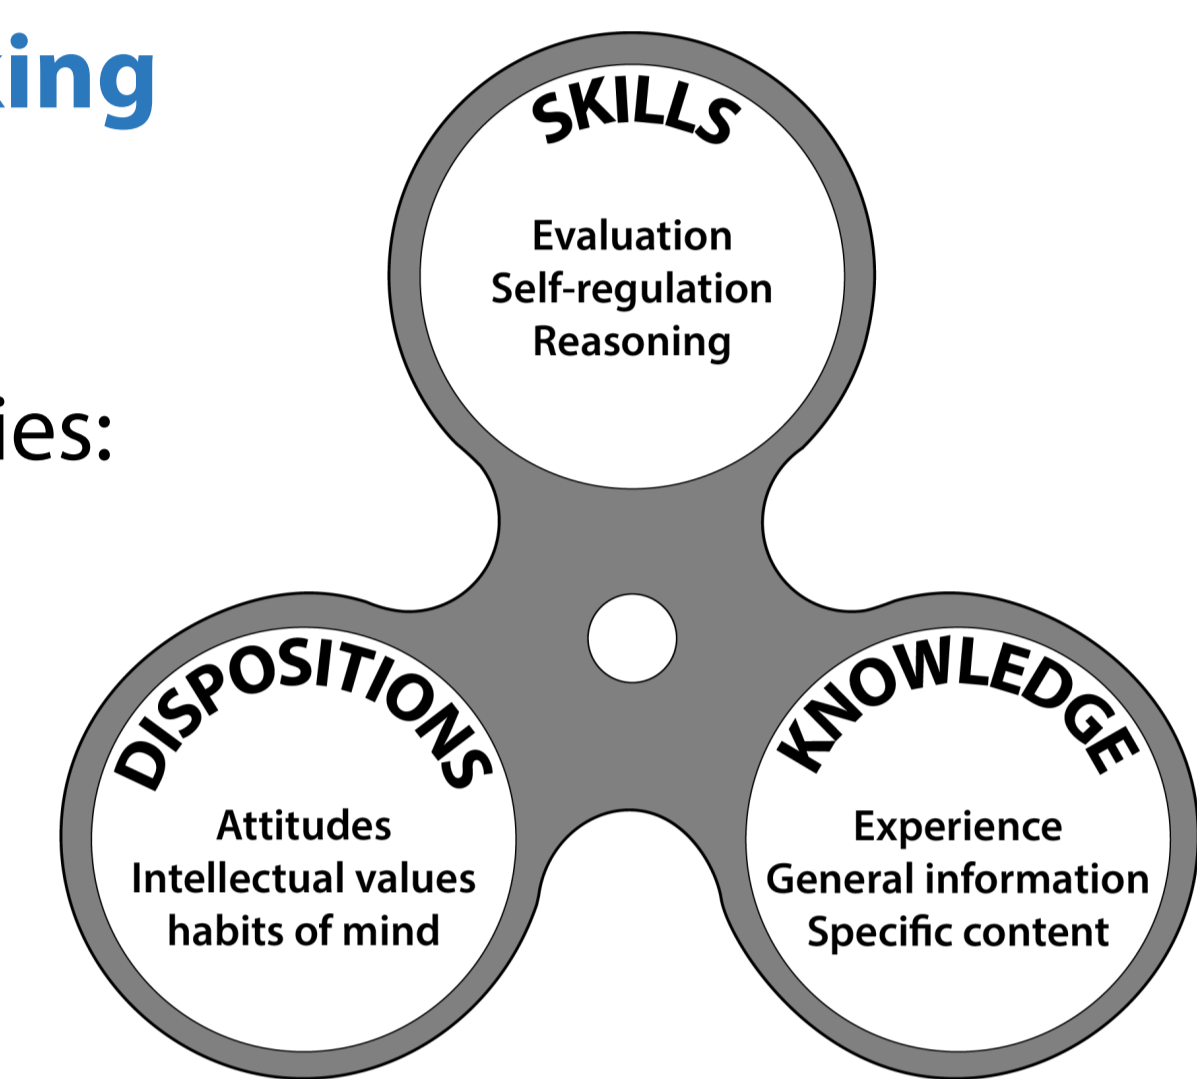 king
ies:
SKILLS
Evaluation
Self-regulation
Reasoning
DISPOSITIONS
Attitudes
Intellectual values
habits of mind
KNOWLEDGE
Experience
General information
Specific content